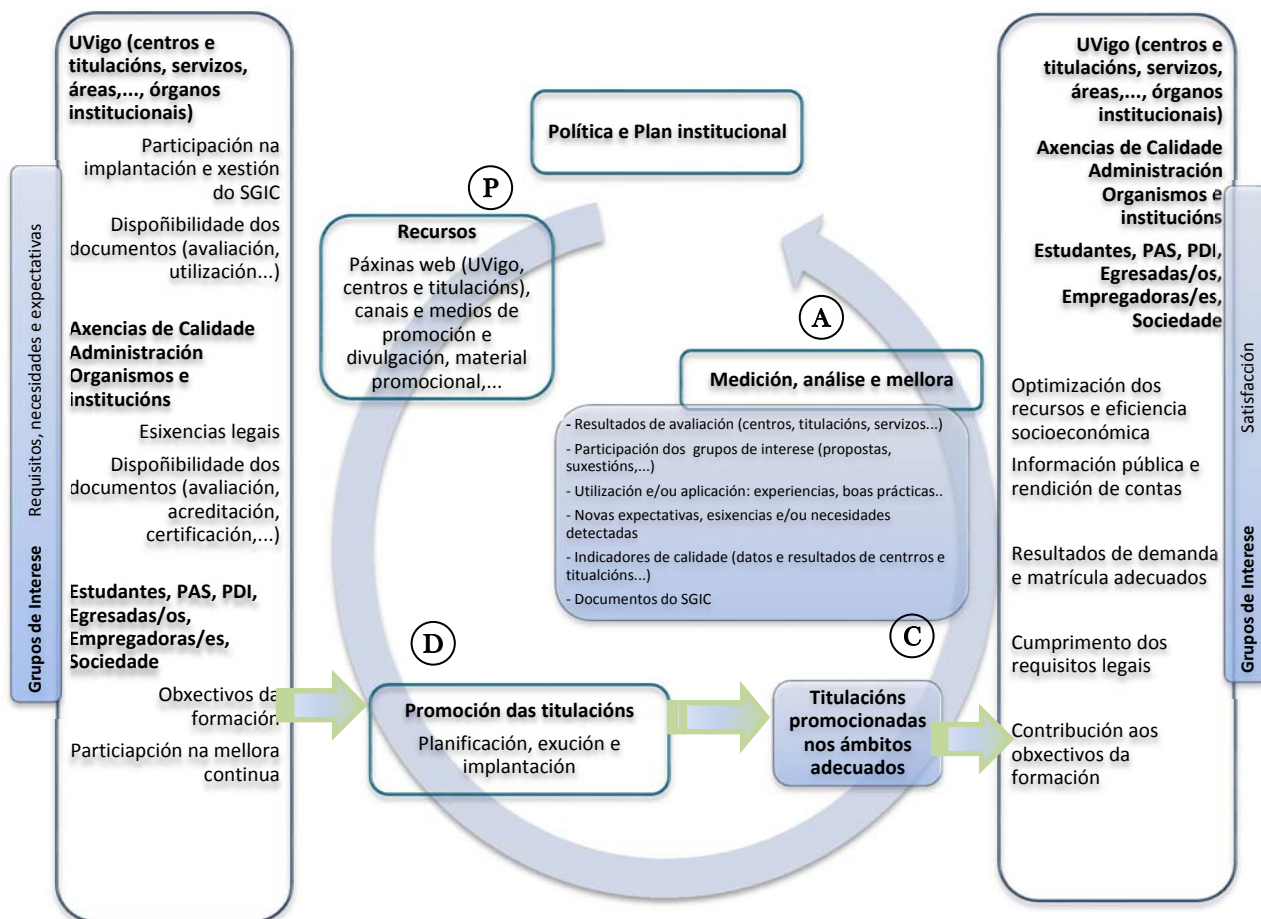 Grupos de Interese
Requisitos, necesidades e expectativas
UVigo (centros e
titulacións, servizos,
áreas,..., órganos
institucionais)
Participación na
implantación e xestión
do SGIC
Dispoñibilidade dos
documentos (avaliación,
utilización...)
Axencias de Calidade
Administración
Organismos e
institucións
Esixencias legais
Dispoñibilidade dos
documentos (avaliación,
acreditación,
certificación,...)
Estudantes, PAS, PDI,
Egresadas/os,
Empregadoras/es,
Sociedade
Obxectivos da
formación
Particiapción na mellora
continua
Política e Plan institucional
P
Recursos
Páxinas web (UVigo,
centros e titulacións),
canais e medios de
promoción e
divulgación, material
promocional,...
A
Medición, análise e mellora
- Resultados de avaliación (centros, titulacións, servizos...)
- Participación dos grupos de interese (propostas,
suxestións,...)
- Utilización e/ou aplicación: experiencias, boas prácticas..
- Novas expectativas, esixencias e/ou necesidades
detectadas
- Indicadores de calidade (datos e resultados de centrros e
titualcións...)
- Documentos do SGIC
D
Promoción das titulacións
Planificación, exución e
implantación
C
Titulacións
promocionadas
nos ámbitos
adecuados
UVigo (centros e
titulacións, servizos,
áreas,..., órganos
institucionais)
Axencias de Calidade
Administración
Organismos e
institucións
Estudantes, PAS, PDI,
Egresadas/os,
Empregadoras/es,
Sociedade
Optimización dos
recursos e eficiencia
socioeconómica
Información pública e
rendición de contas
Resultados de demanda
e matrícula adecuados
Cumprimento dos
requisitos legais
Contribución aos
obxectivos da
formación
Grupos de Interese
Satisfacción